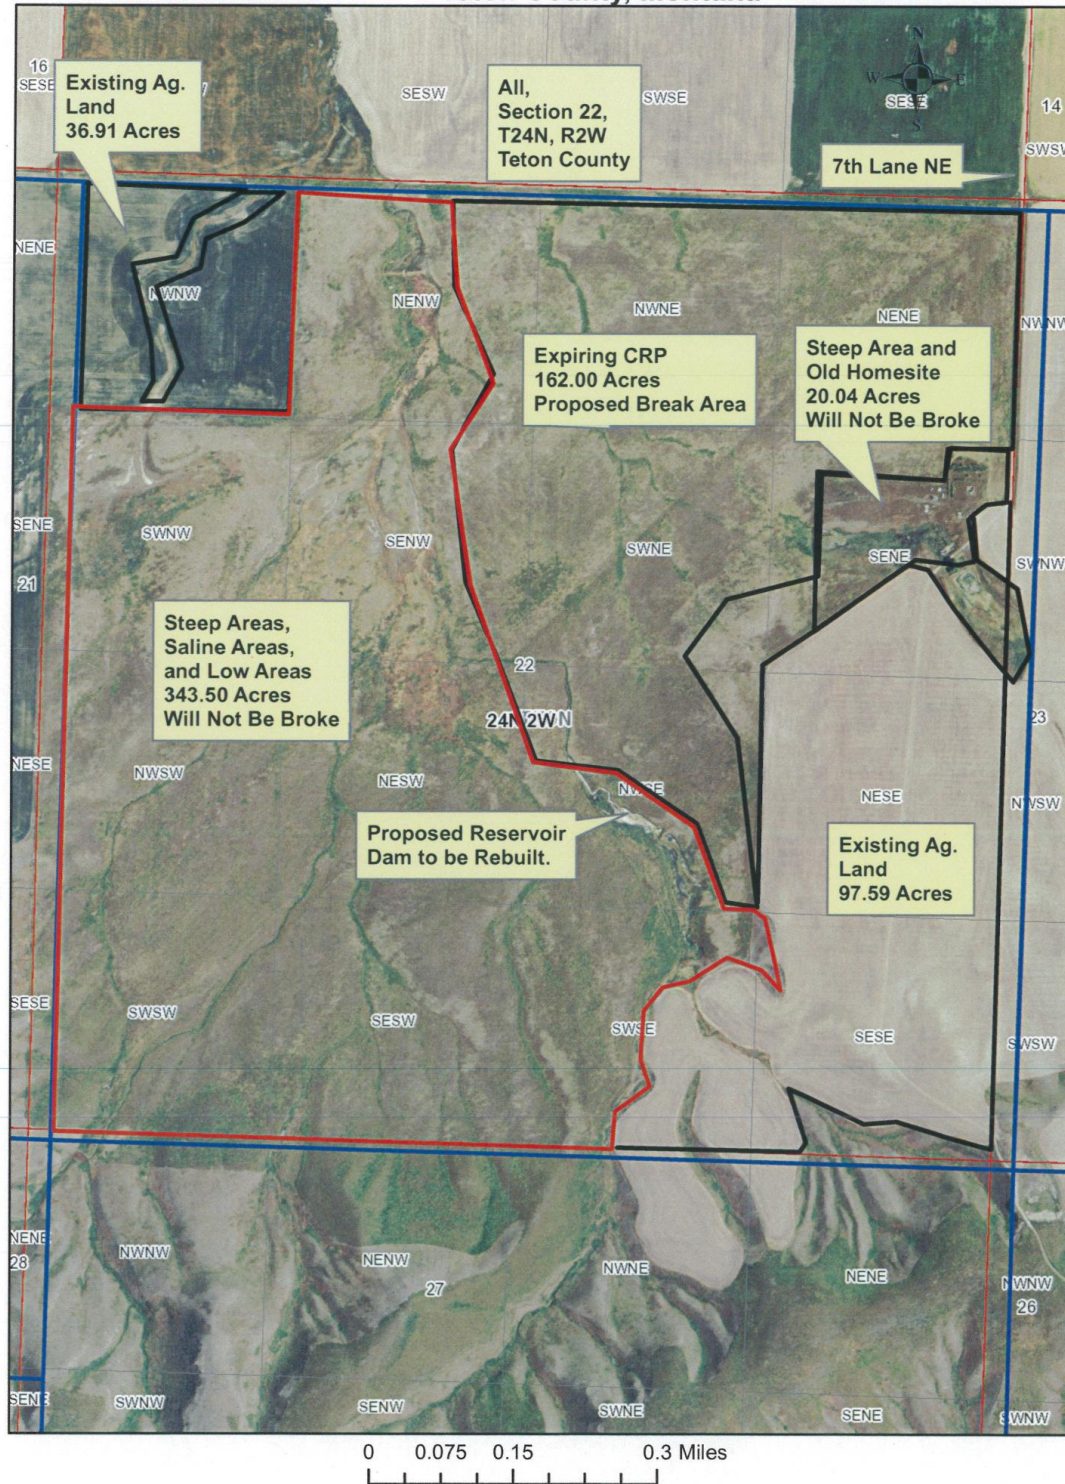 16
SESE
Existing Ag.
Land
36.91 Acres
SESW
All,
Section 22,
T24N, R2W
Teton County
SWSE
N
W E
S
SESE
14
SWSW
7th Lane NE
NENE
NWNW
NENW
NWNE
NENE
NWNW
Expiring CRP
162.00 Acres
Proposed Break Area
Steep Area and
Old Homesite
20.04 Acres
Will Not Be Broke
SENE
21
SWNW
SENW
SWNE
SENE
SWNW
Steep Areas,
Saline Areas,
and Low Areas
343.50 Acres
Will Not Be Broke
22
24N 2W
23
NESE
NWSW
NESW
NWSE
NESE
NWSW
Proposed Reservoir
Dam to be Rebuilt.
Existing Ag.
Land
97.59 Acres
SESE
SWSW
SESW
SWSE
SESE
SWSW
NENE
28
NWNW
NENW
27
NWNE
NENE
NWNW
26
SENE
SWNW
SENW
SWNE
SENE
SWNW
0 0.075 0.15 0.3 Miles